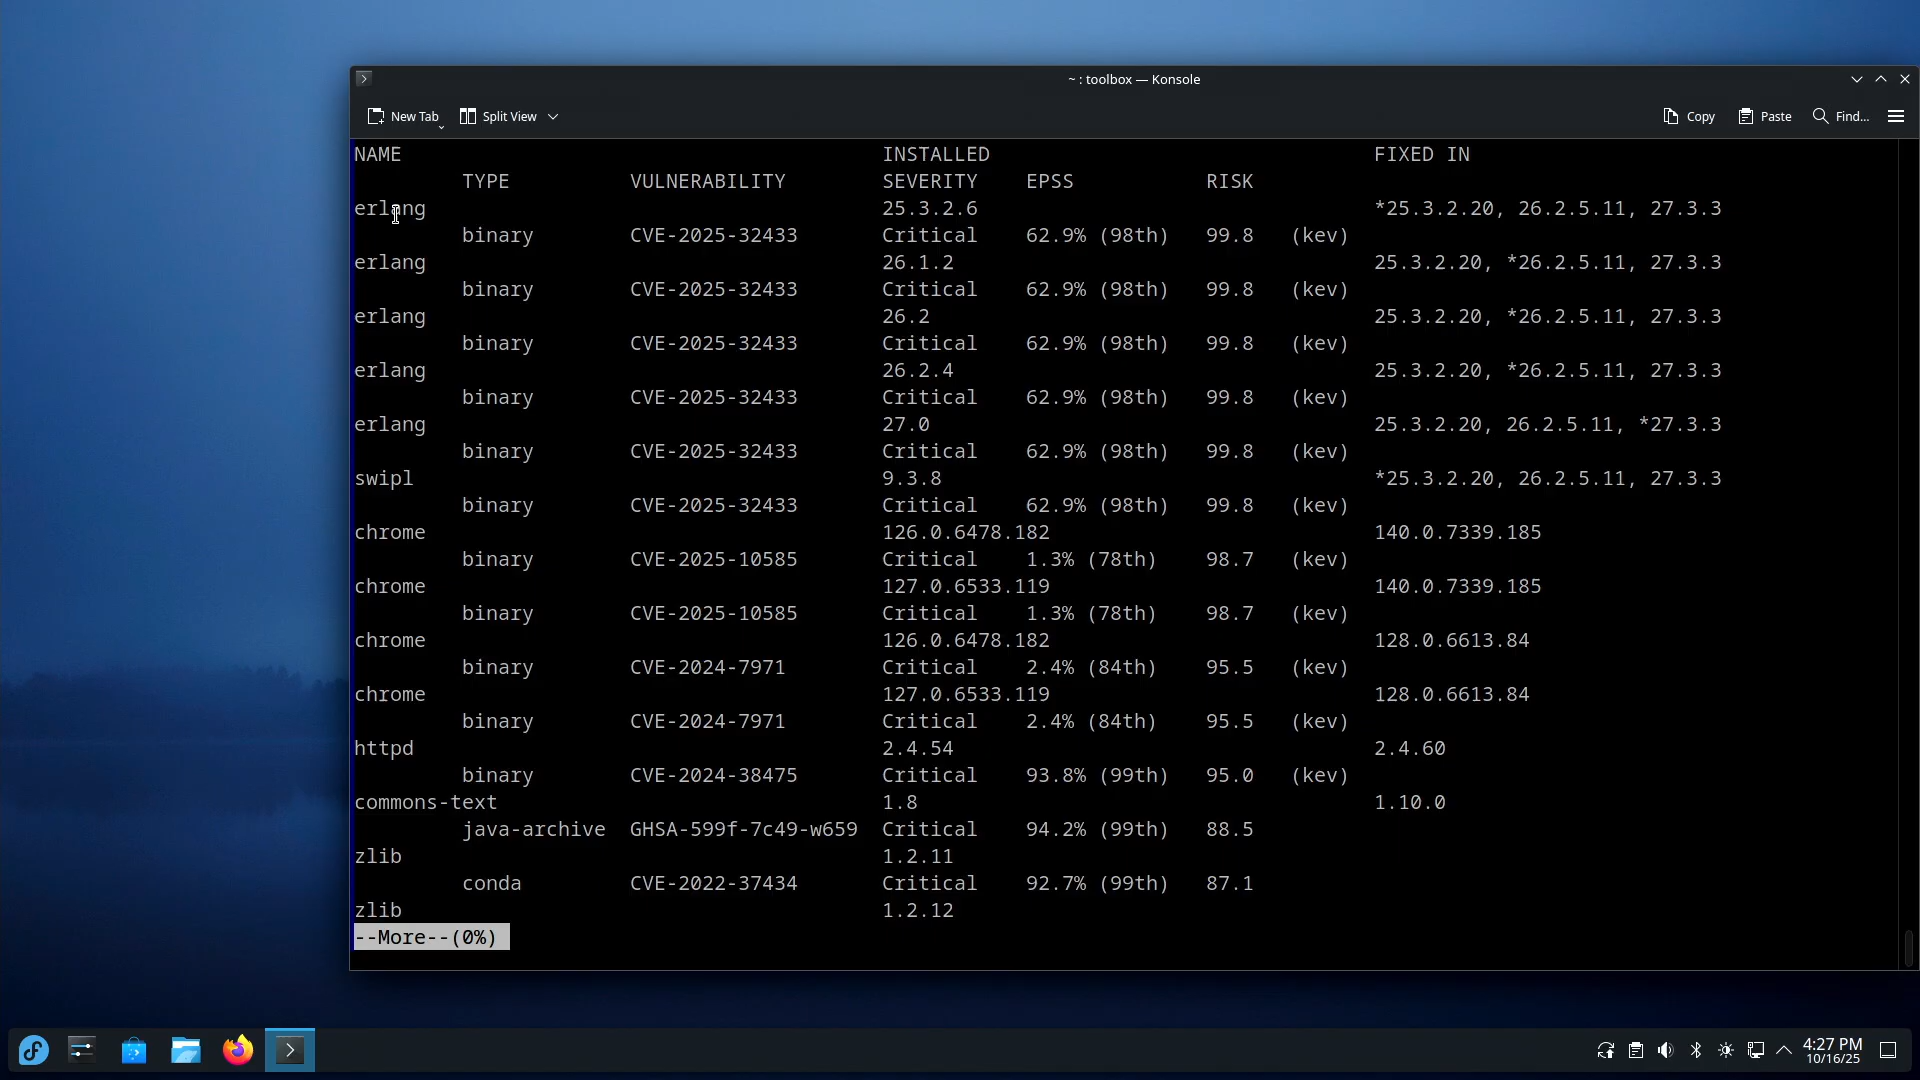 ~ : toolbox — Konsole
New Tab Split View Copy Paste Find...
NAME INSTALLED FIXED IN
TYPE VULNERABILITY SEVERITY EPSS RISK
erlang 25.3.2.6 *25.3.2.20, 26.2.5.11, 27.3.3
binary CVE-2025-32433 Critical 62.9% (98th) 99.8 (kev)
erlang 26.1.2 25.3.2.20, *26.2.5.11, 27.3.3
binary CVE-2025-32433 Critical 62.9% (98th) 99.8 (kev)
erlang 26.2 25.3.2.20, *26.2.5.11, 27.3.3
binary CVE-2025-32433 Critical 62.9% (98th) 99.8 (kev)
erlang 26.2.4 25.3.2.20, *26.2.5.11, 27.3.3
binary CVE-2025-32433 Critical 62.9% (98th) 99.8 (kev)
erlang 27.0 25.3.2.20, 26.2.5.11, *27.3.3
binary CVE-2025-32433 Critical 62.9% (98th) 99.8 (kev)
swipl 9.3.8 *25.3.2.20, 26.2.5.11, 27.3.3
binary CVE-2025-32433 Critical 62.9% (98th) 99.8 (kev)
chrome 126.0.6478.182 140.0.7339.185
binary CVE-2025-10585 Critical 1.3% (78th) 98.7 (kev)
chrome 127.0.6533.119 140.0.7339.185
binary CVE-2025-10585 Critical 1.3% (78th) 98.7 (kev)
chrome 126.0.6478.182 128.0.6613.84
binary CVE-2024-7971 Critical 2.4% (84th) 95.5 (kev)
chrome 127.0.6533.119 128.0.6613.84
binary CVE-2024-7971 Critical 2.4% (84th) 95.5 (kev)
httpd 2.4.54 2.4.60
binary CVE-2024-38475 Critical 93.8% (99th) 95.0 (kev)
commons-text 1.8 1.10.0
java-archive GHSA-599f-7c49-w659 Critical 94.2% (99th) 88.5
zlib 1.2.11
conda CVE-2022-37434 Critical 92.7% (99th) 87.1
zlib 1.2.12
--More--(0%)
4:27 PM
10/16/25